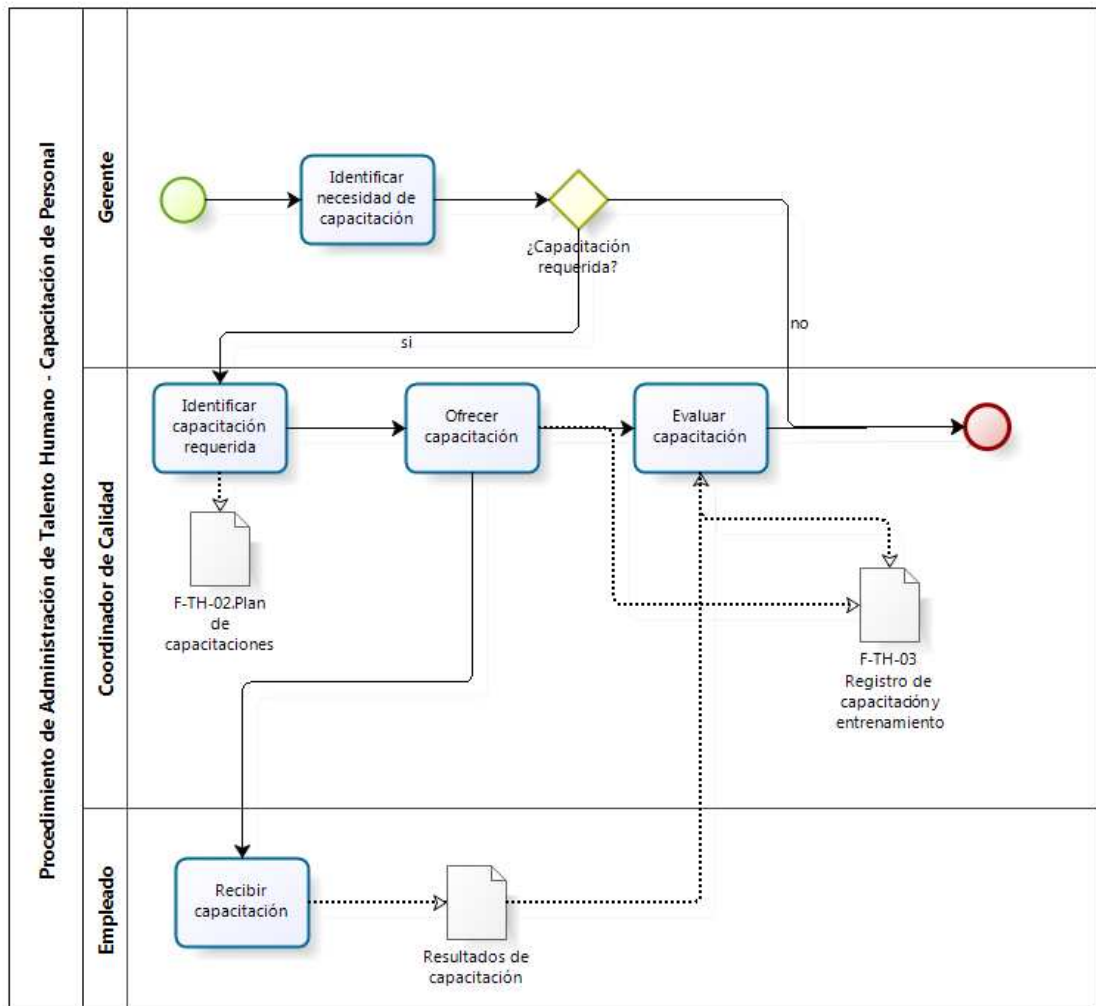 Procedimiento de Administración de Talento Humano - Capacitación de Personal
Gerente
Identificar
necesidad de
capacitación
¿Capacitación
requerida?
si
no
Coordinador de Calidad
Identificar
capacitación
requerida
Ofrecer
capacitación
Evaluar
capacitación
F-TH-02.Plan
de
capacitaciones
F-TH-03
Registro de
capacitación y
entrenamiento
Empleado
Recibir
capacitación
Resultados de
capacitación